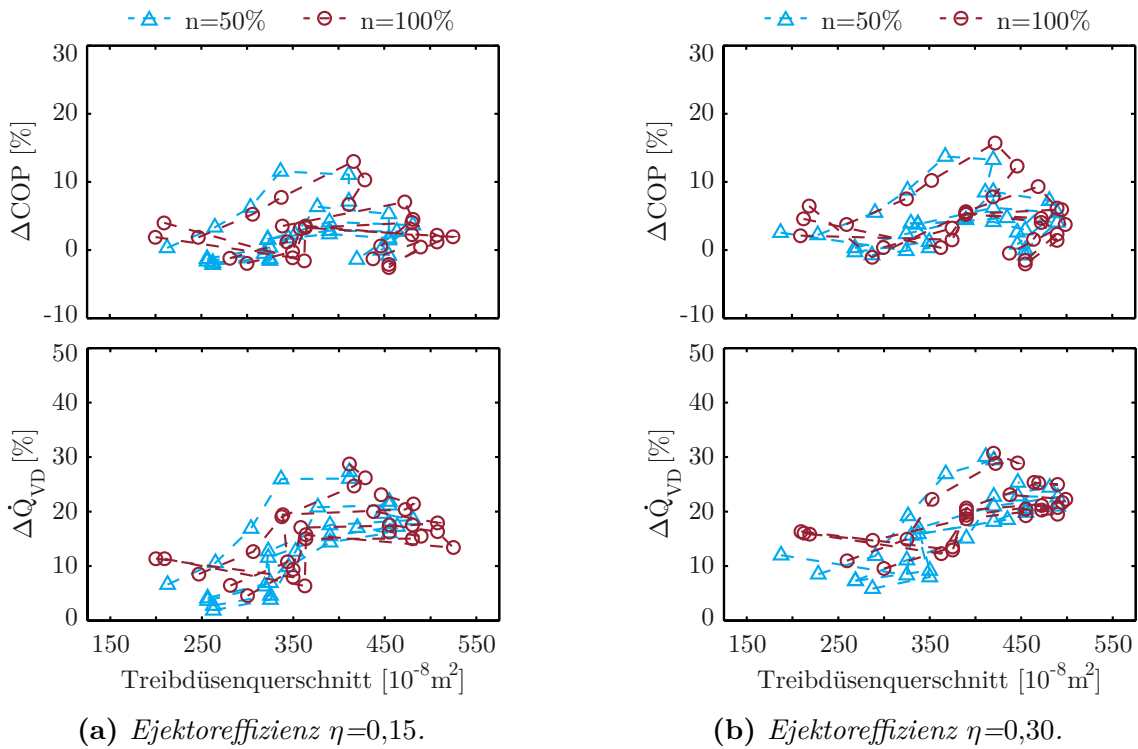 n=50% n=100% n=50% n=100%
30 30
20 20
10 10
0 0
-10 -10
ΔCOP [%] ΔCOP [%]
50 50
40 40
30 30
20 20
10 10
0 0
ΔQ̇VD [%] ΔQ̇VD [%]
150 250 350 450 550 150 250 350 450 550
Treibdüsenquerschnitt [10-8m2] Treibdüsenquerschnitt [10-8m2]
(a) Ejektoreffizienz η=0,15. (b) Ejektoreffizienz η=0,30.